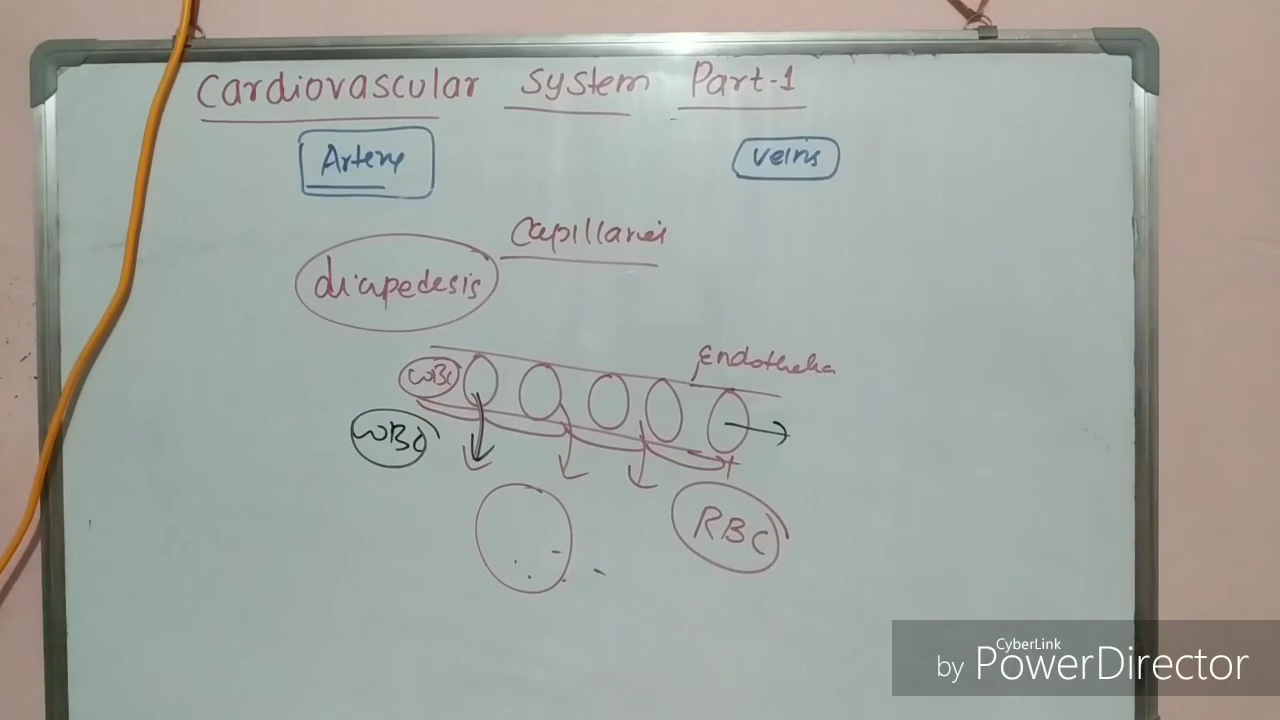 Cardiovascular System Part-1
Artery
Veins
Capillaries
diapedesis
Endothelia
WBC
WBC
RBC
CyberLink
by PowerDirector